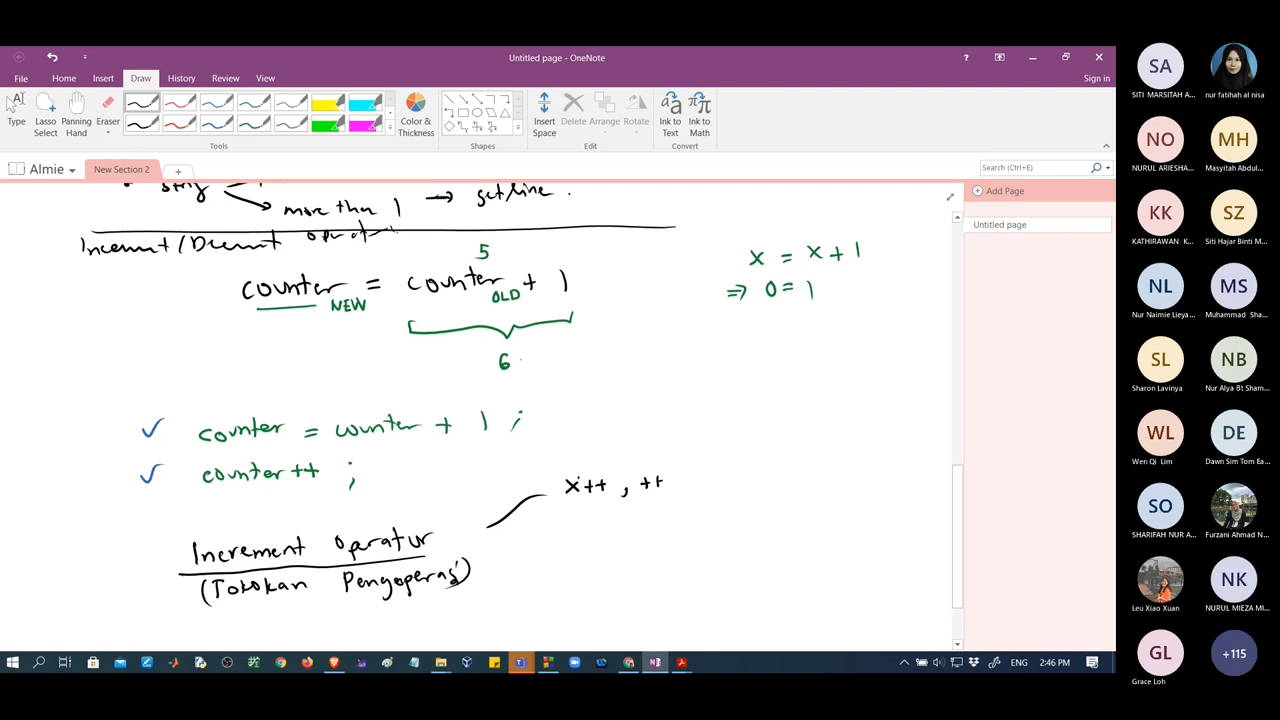 Untitled page - OneNote
File Home Insert Draw History Review View
Sign in
Type
Lasso Select
Panning Hand
Eraser
Color & Thickness
Insert Space
Delete
Arrange
Rotate
Ink to Text
Ink to Math
Tools
Shapes
Edit
Convert
Almie
New Section 2
Search (Ctrl+E)
Add Page
Untitled page
more than 1 → getline .
5
counter = counter + 1
NEW
OLD
6
x = x + 1
⇒ 0 = 1
✓ counter = counter + 1 ;
✓ counter++ ;
x++ , ++
Increment Operatur
(Tokokan Pengoperasi)
ENG
2:46 PM
SA
SITI MARSITAH A...
nur fatihah al nisa
NO
NURUL ARIESHA...
MH
Masyitah Abdul...
KK
KATHIRAWAN K...
SZ
Siti Hajar Binti M...
NL
Nur Naimie Lieya...
MS
Muhammad Sha...
SL
Sharon Lavinya
NB
Nur Alya Bt Sham...
WL
Wen Qi Lim
DE
Dawn Sim Tom Ea...
SO
SHARIFAH NUR A...
Furzani Ahmad N...
Leu Xiao Xuan
NK
NURUL MIEZA MI...
GL
Grace Loh
+115